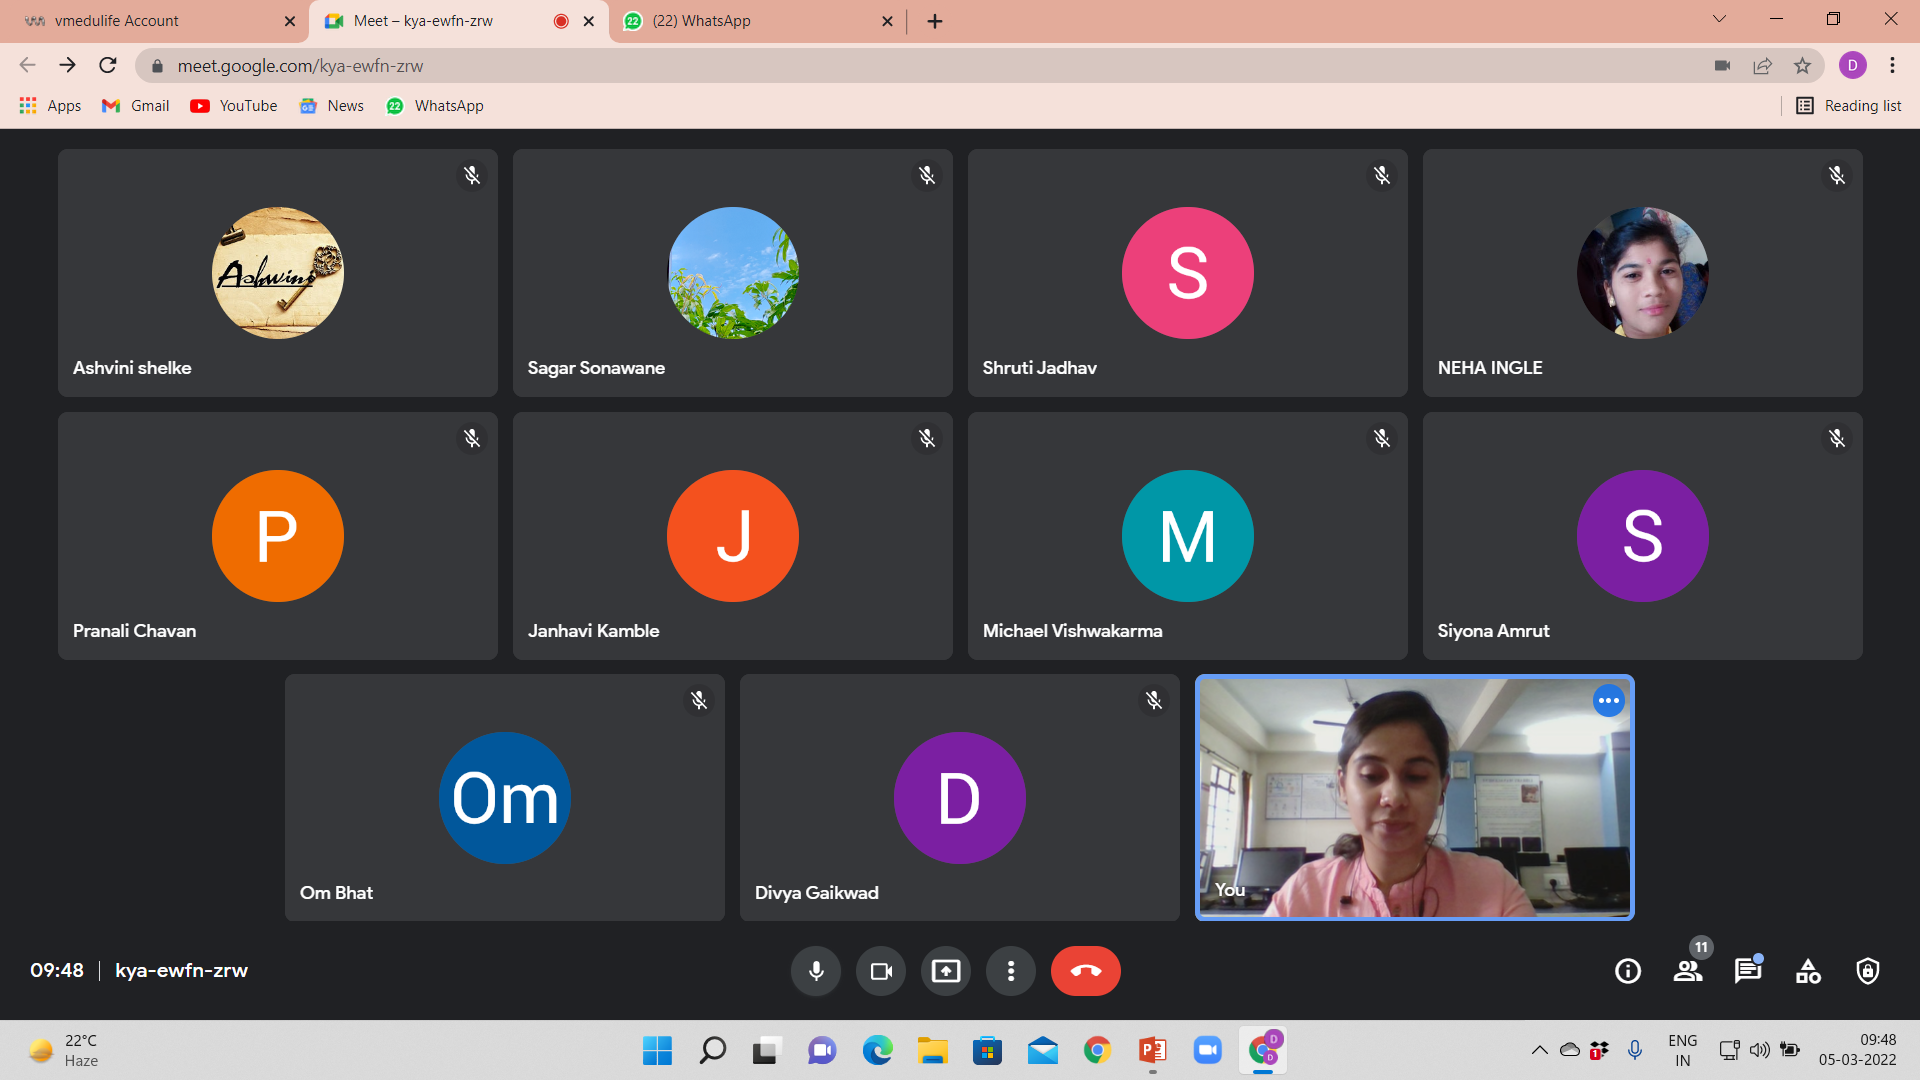 vmedulife Account
Meet – kya-ewfn-zrw
(22) WhatsApp
meet.google.com/kya-ewfn-zrw
D
Apps
Gmail
YouTube
News
22
WhatsApp
Reading list
Ashvini
Ashvini shelke
Sagar Sonawane
S
Shruti Jadhav
NEHA INGLE
P
Pranali Chavan
J
Janhavi Kamble
M
Michael Vishwakarma
S
Siyona Amrut
Om
Om Bhat
D
Divya Gaikwad
You
09:48 | kya-ewfn-zrw
11
22°C
Haze
ENG
IN
09:48
05-03-2022